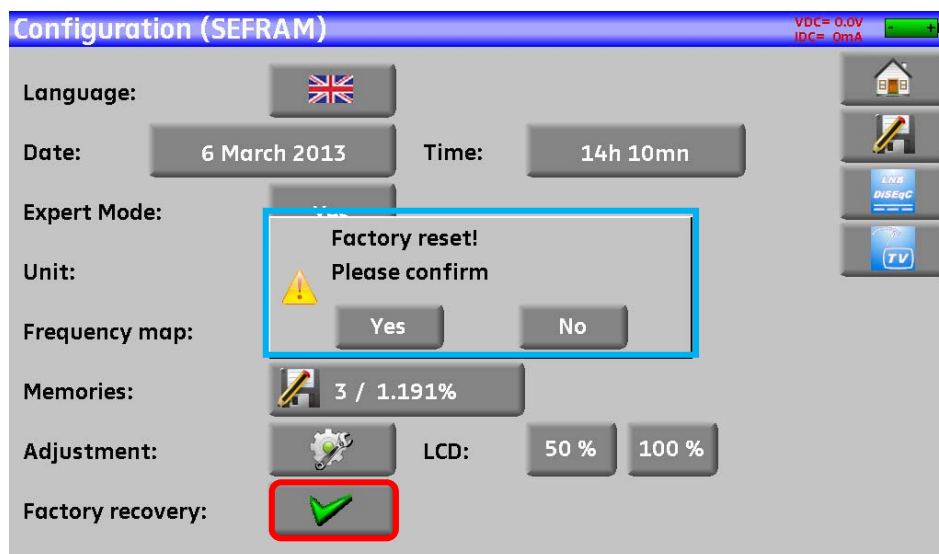 Configuration (SEFRAM)
VDC= 0.0V
IDC= 0mA
- +
Language:
Date: 6 March 2013 Time: 14h 10mn
LNB
DiSEqC
Expert Mode:
Factory reset!
TV
Unit: Please confirm
Frequency map: Yes No
Memories: 3 / 1.191%
Adjustment: LCD: 50 % 100 %
Factory recovery: